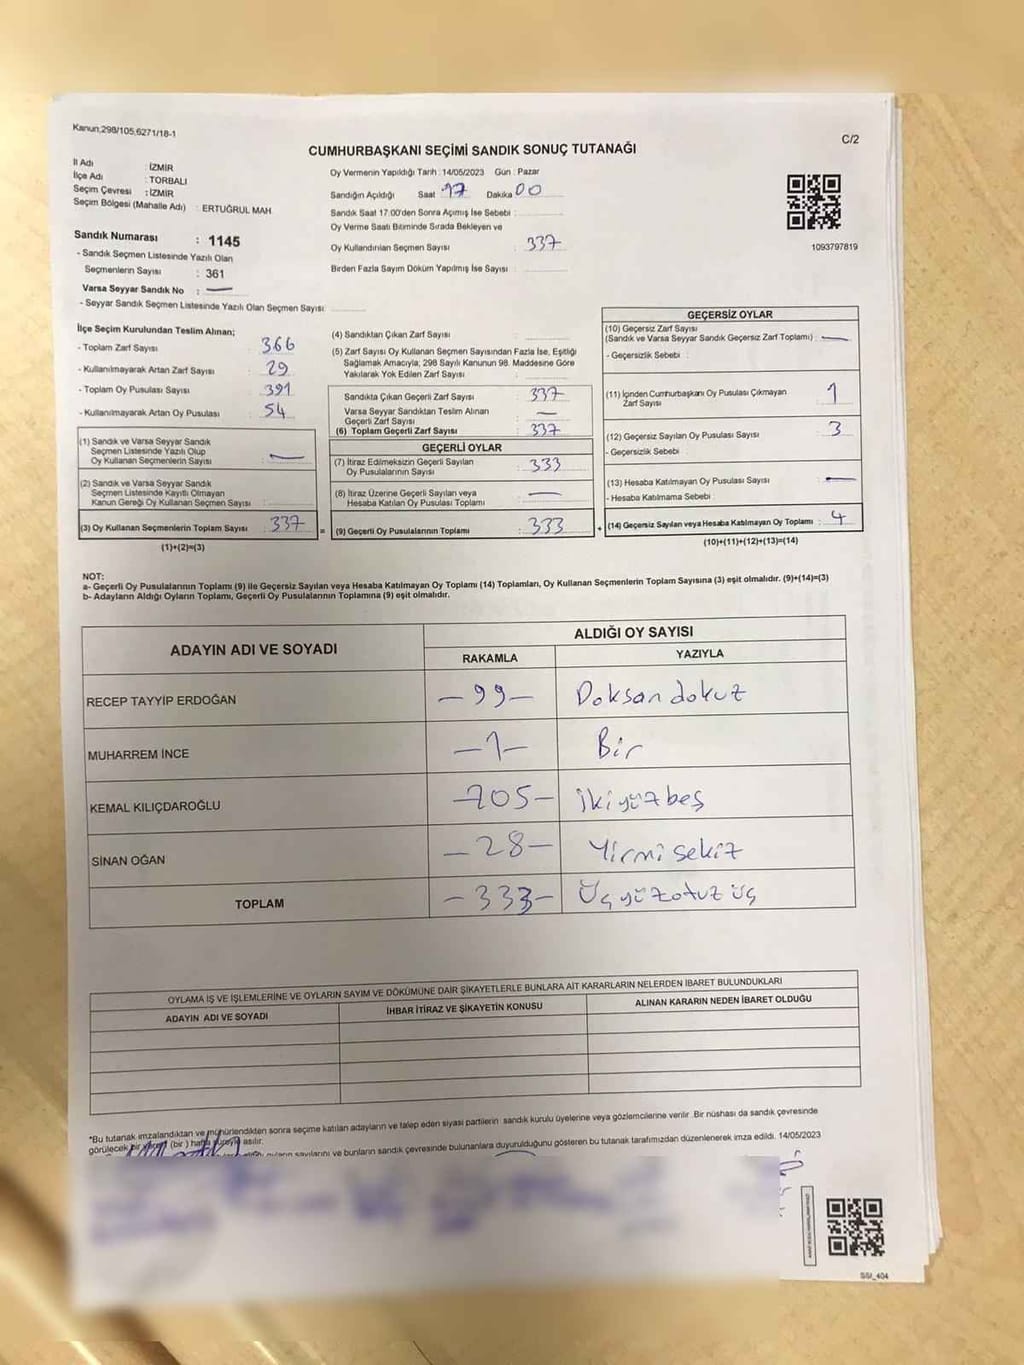 Kanun;298/105,6271/18-1
C/2
CUMHURBAŞKANI SEÇİMİ SANDIK SONUÇ TUTANAĞI
İl Adı : İZMİR
İlçe Adı : TORBALI
Seçim Çevresi : İZMİR
Seçim Bölgesi (Mahalle Adı) : ERTUĞRUL MAH
Sandık Numarası : 1145
- Sandık Seçmen Listesinde Yazılı Olan
Seçmenlerin Sayısı : 361
Varsa Seyyar Sandık No : —
- Seyyar Sandık Seçmen Listesinde Yazılı Olan Seçmen Sayısı:
Oy Vermenin Yapıldığı Tarih : 14/05/2023 Gün : Pazar
Sandığın Açıldığı Saat 17 Dakika 00
Sandık Saat 17:00'den Sonra Açımış İse Sebebi :
Oy Verme Saati Bitiminde Sırada Bekleyen ve
Oy Kullandırılan Seçmen Sayısı : 337
Birden Fazla Sayım Döküm Yapılmış İse Sayısı :
1093797819
İlçe Seçim Kurulundan Teslim Alınan;
- Toplam Zarf Sayısı : 366
- Kullanılmayarak Artan Zarf Sayısı : 29
- Toplam Oy Pusulası Sayısı : 391
- Kullanılmayarak Artan Oy Pusulası : 54
(1) Sandık ve Varsa Seyyar Sandık
Seçmen Listesinde Yazılı Olup
Oy Kullanan Seçmenlerin Sayısı : —
(2) Sandık ve Varsa Seyyar Sandık
Seçmen Listesinde Kayıtlı Olmayan
Kanun Gereği Oy Kullanan Seçmen Sayısı :
(3) Oy Kullanan Seçmenlerin Toplam Sayısı : 337 =
(1)+(2)=(3)
(4) Sandıktan Çıkan Zarf Sayısı :
(5) Zarf Sayısı Oy Kullanan Seçmen Sayısından Fazla İse, Eşitliği
Sağlamak Amacıyla; 298 Sayılı Kanunun 98. Maddesine Göre
Yakılarak Yok Edilen Zarf Sayısı :
Sandıkta Çıkan Geçerli Zarf Sayısı : 337
Varsa Seyyar Sandıktan Teslim Alınan
Geçerli Zarf Sayısı : —
(6) Toplam Geçerli Zarf Sayısı : 337
GEÇERLİ OYLAR
(7) İtiraz Edilmeksizin Geçerli Sayılan
Oy Pusulalarının Sayısı : 333
(8) İtiraz Üzerine Geçerli Sayılan veya
Hesaba Katılan Oy Pusulası Toplamı : —
(9) Geçerli Oy Pusulalarının Toplamı : 333 +
GEÇERSİZ OYLAR
(10) Geçersiz Zarf Sayısı
(Sandık ve Varsa Seyyar Sandık Geçersiz Zarf Toplamı) : —
- Geçersizlik Sebebi :
(11) İçinden Cumhurbaşkanı Oy Pusulası Çıkmayan
Zarf Sayısı : 1
(12) Geçersiz Sayılan Oy Pusulası Sayısı : 3
- Geçersizlik Sebebi :
(13) Hesaba Katılmayan Oy Pusulası Sayısı : —
- Hesaba Katılmama Sebebi :
(14) Geçersiz Sayılan veya Hesaba Katılmayan Oy Toplamı : 4
(10)+(11)+(12)+(13)=(14)
NOT:
a- Geçerli Oy Pusulalarının Toplamı (9) ile Geçersiz Sayılan veya Hesaba Katılmayan Oy Toplamı (14) Toplamları, Oy Kullanan Seçmenlerin Toplam Sayısına (3) eşit olmalıdır. (9)+(14)=(3)
b- Adayların Aldığı Oyların Toplamı, Geçerli Oy Pusulalarının Toplamına (9) eşit olmalıdır.
ADAYIN ADI VE SOYADI
ALDIĞI OY SAYISI
RAKAMLA YAZIYLA
RECEP TAYYİP ERDOĞAN -99- Doksan dokuz
MUHARREM İNCE -1- Bir
KEMAL KILIÇDAROĞLU -205- ikiyüzbeş
SİNAN OĞAN -28- Yirmi sekiz
TOPLAM -333- Üçyüzotuz üç
OYLAMA İŞ VE İŞLEMLERİNE VE OYLARIN SAYIM VE DÖKÜMÜNE DAİR ŞİKAYETLERLE BUNLARA AİT KARARLARIN NELERDEN İBARET BULUNDUKLARI
ADAYIN ADI VE SOYADI İHBAR İTİRAZ VE ŞİKAYETİN KONUSU ALINAN KARARIN NEDEN İBARET OLDUĞU
*Bu tutanak imzalandıktan ve mühürlendikten sonra seçime katılan adayların ve talep eden siyasi partilerin sandık kurulu üyelerine veya gözlemcilerine verilir. Bir nüshası da sandık çevresinde
görülecek bir yere (bir) hafta süreyle asılır.
sayılarını ve bunların sandık çevresinde bulunanlara duyurulduğunu gösteren bu tutanak tarafımızdan düzenlenerek imza edildi. 14/05/2023
SSI_404